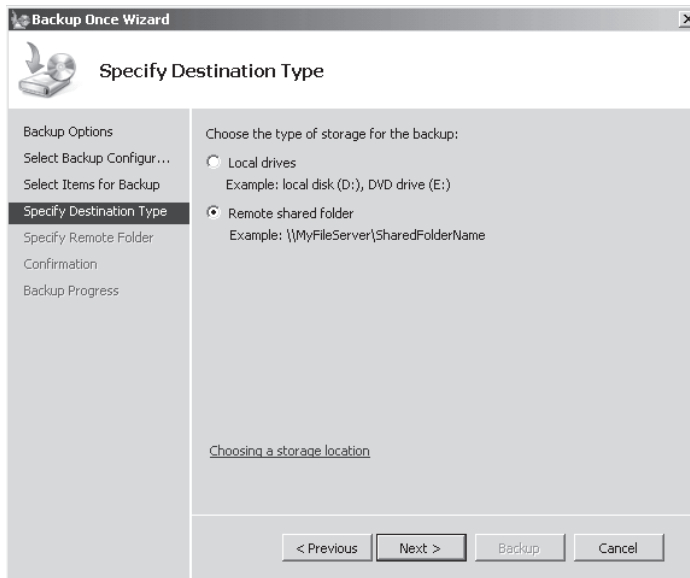 Backup Once Wizard
Specify Destination Type
Backup Options
Select Backup Configur...
Select Items for Backup
Specify Destination Type
Specify Remote Folder
Confirmation
Backup Progress
Choose the type of storage for the backup:
Local drives
Example: local disk (D:), DVD drive (E:)
Remote shared folder
Example: \\MyFileServer\SharedFolderName
Choosing a storage location
< Previous
Next >
Backup
Cancel